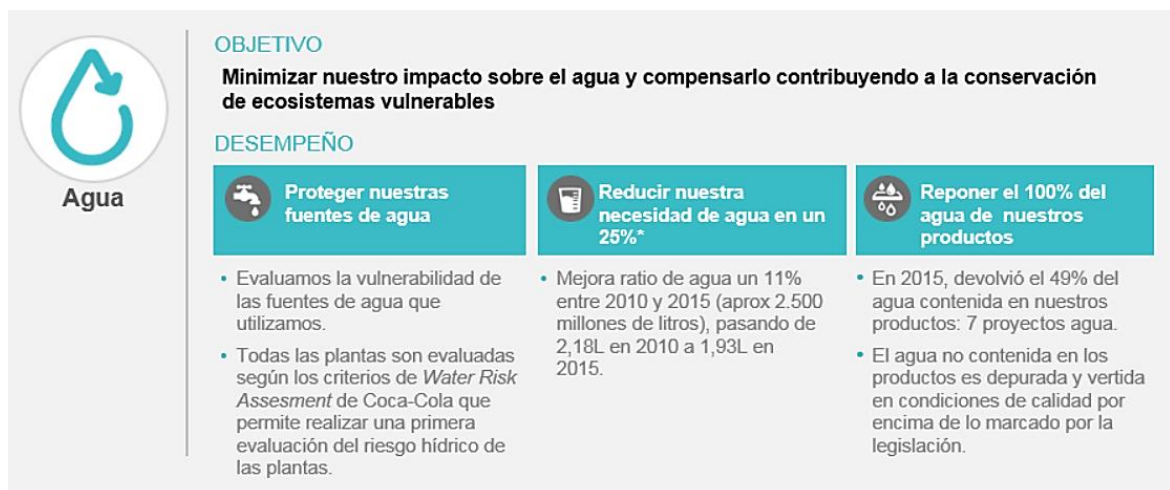 Agua
OBJETIVO
Minimizar nuestro impacto sobre el agua y compensarlo contribuyendo a la conservación
de ecosistemas vulnerables
DESEMPEÑO
Proteger nuestras
fuentes de agua
• Evaluamos la vulnerabilidad de
las fuentes de agua que
utilizamos.
• Todas las plantas son evaluadas
según los criterios de Water Risk
Assesment de Coca-Cola que
permite realizar una primera
evaluación del riesgo hídrico de
las plantas.
Reducir nuestra
necesidad de agua en un
25%*
• Mejora ratio de agua un 11%
entre 2010 y 2015 (aprox 2.500
millones de litros), pasando de
2,18L en 2010 a 1,93L en
2015.
Reponer el 100% del
agua de nuestros
productos
• En 2015, devolvió el 49% del
agua contenida en nuestros
productos: 7 proyectos agua.
• El agua no contenida en los
productos es depurada y vertida
en condiciones de calidad por
encima de lo marcado por la
legislación.